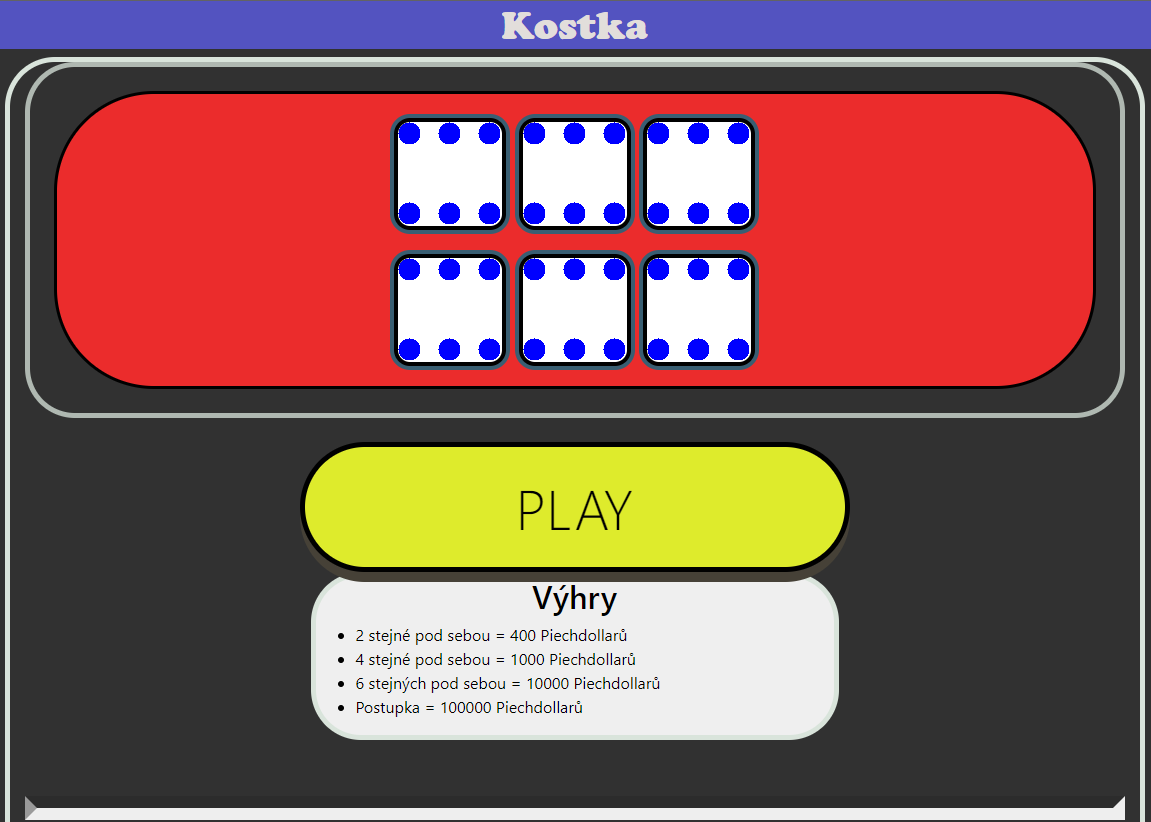 Kostka
PLAY
Výhry
2 stejné pod sebou = 400 Piechdollarů
4 stejné pod sebou = 1000 Piechdollarů
6 stejných pod sebou = 10000 Piechdollarů
Postupka = 100000 Piechdollarů